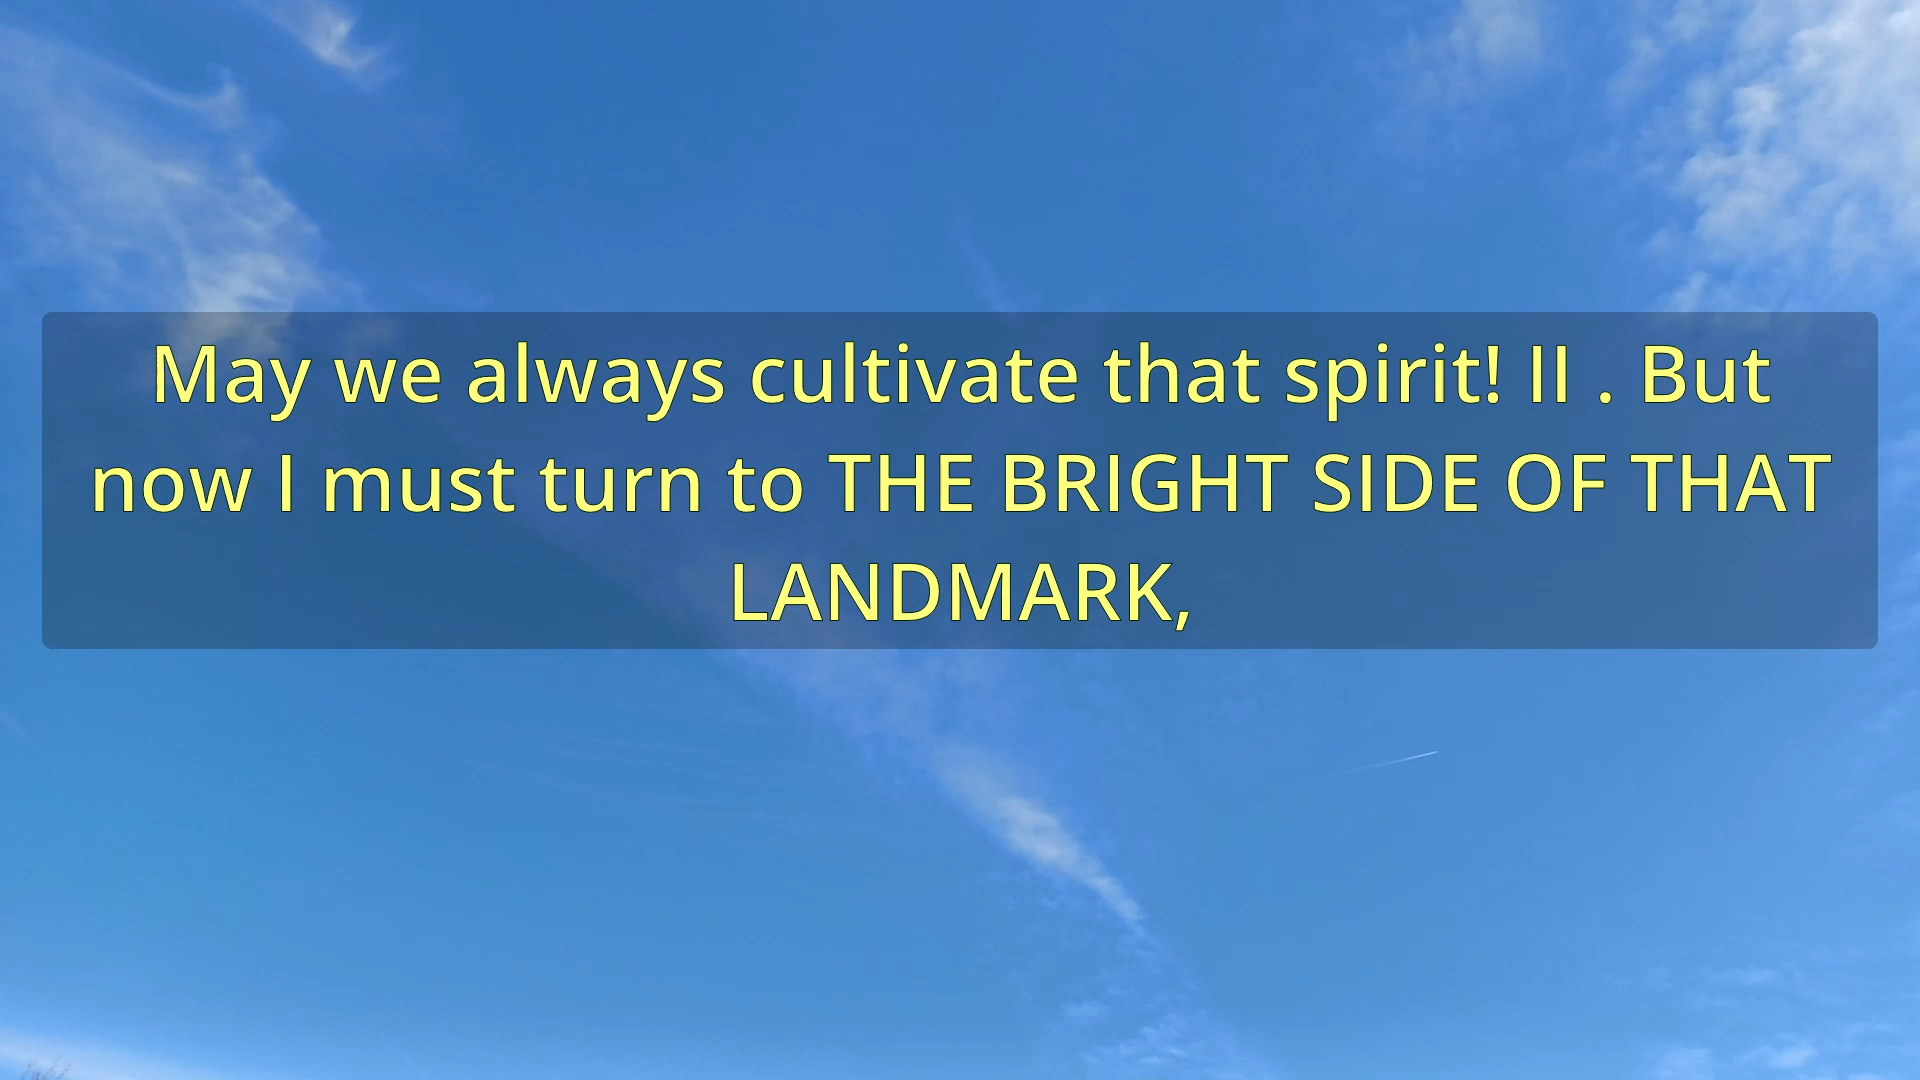 May we always cultivate that spirit! II . But
now I must turn to THE BRIGHT SIDE OF THAT
LANDMARK,